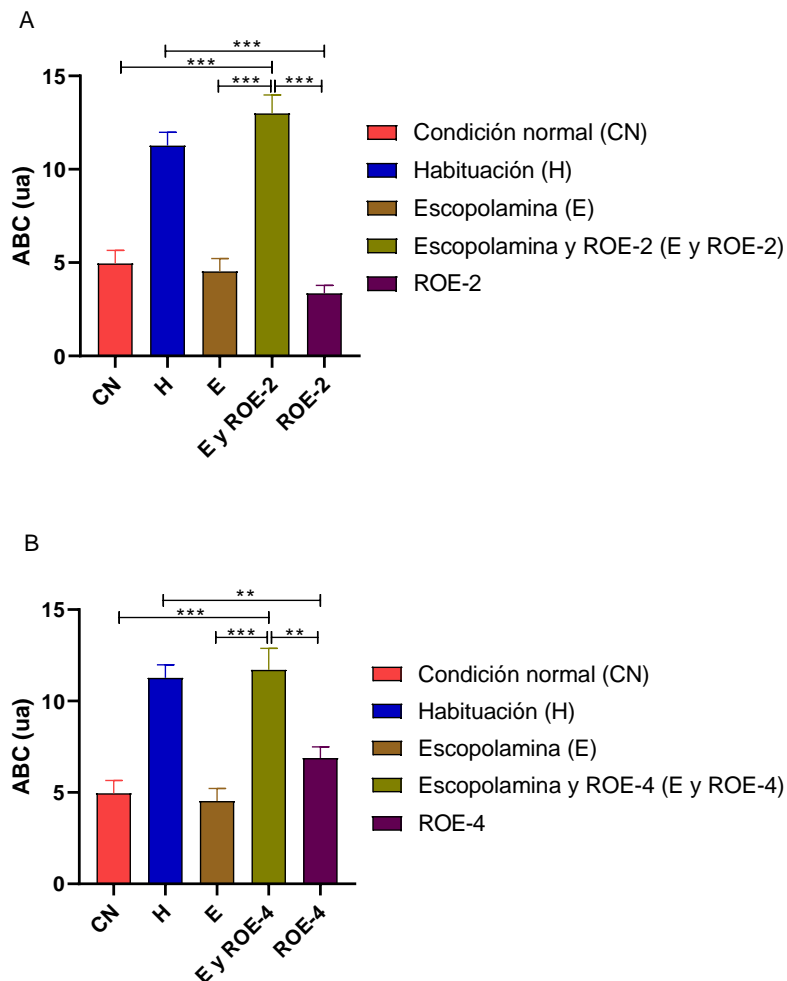 A
***
***
*** ***
15
10
5
0
ABC (ua)
CN
H
E
E y ROE-2
ROE-2
Condición normal (CN)
Habituación (H)
Escopolamina (E)
Escopolamina y ROE-2 (E y ROE-2)
ROE-2
B
**
***
*** **
15
10
5
0
ABC (ua)
CN
H
E
E y ROE-4
ROE-4
Condición normal (CN)
Habituación (H)
Escopolamina (E)
Escopolamina y ROE-4 (E y ROE-4)
ROE-4